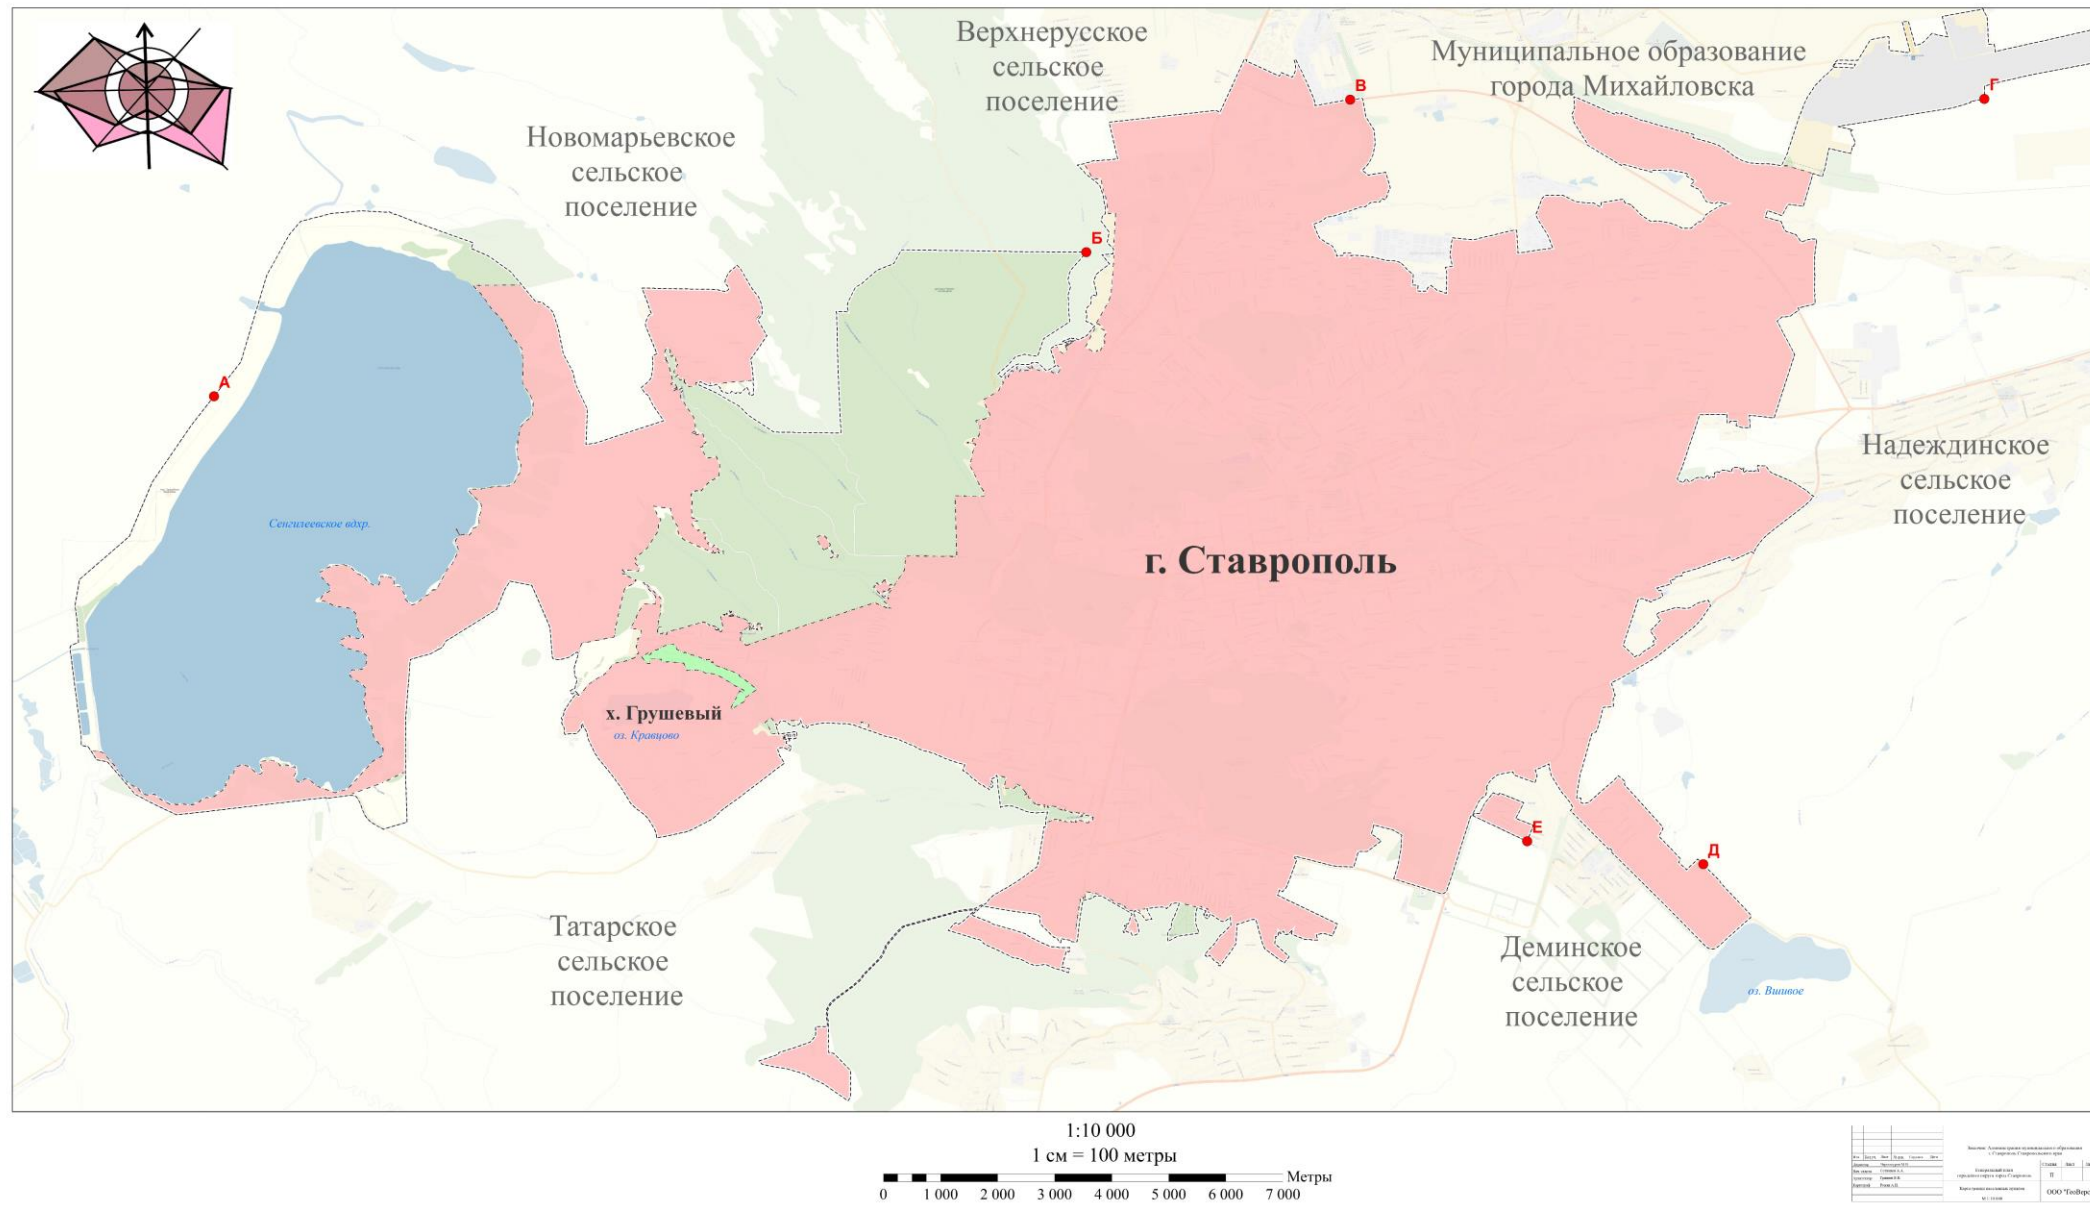 Верхнерусское
сельское
поселение
Муниципальное образование
города Михайловска
В
Г
Новомарьевское
сельское
поселение
Б
А
Надеждинское
сельское
поселение
Сенгилеевское вдхр.
г. Ставрополь
х. Грушевый
оз. Кравцово
Е
Д
Татарское
сельское
поселение
Деминское
сельское
поселение
оз. Вшивое
1:10 000
1 см = 100 метры
Метры
0 1 000 2 000 3 000 4 000 5 000 6 000 7 000